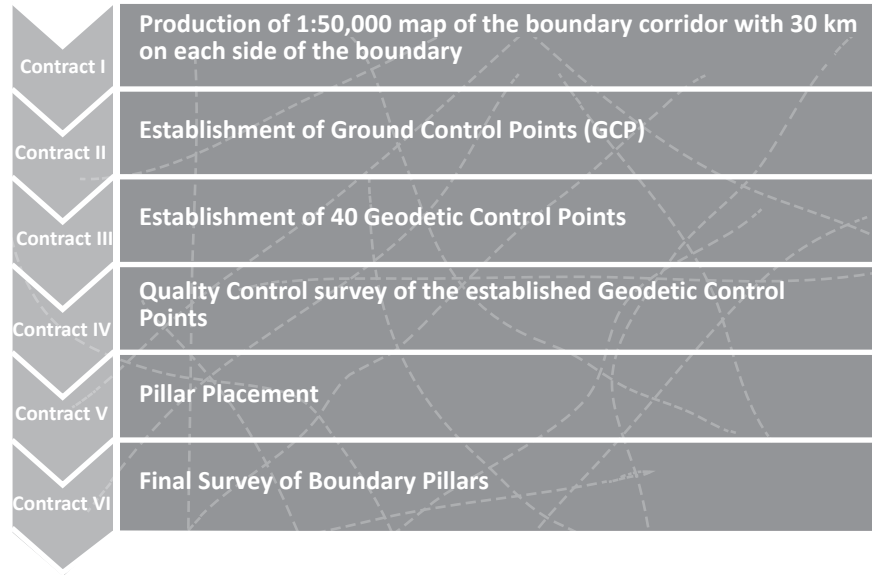 Contract I
Production of 1:50,000 map of the boundary corridor with 30 km
on each side of the boundary
Contract II
Establishment of Ground Control Points (GCP)
Contract III
Establishment of 40 Geodetic Control Points
Contract IV
Quality Control survey of the established Geodetic Control
Points
Contract V
Pillar Placement
Contract VI
Final Survey of Boundary Pillars